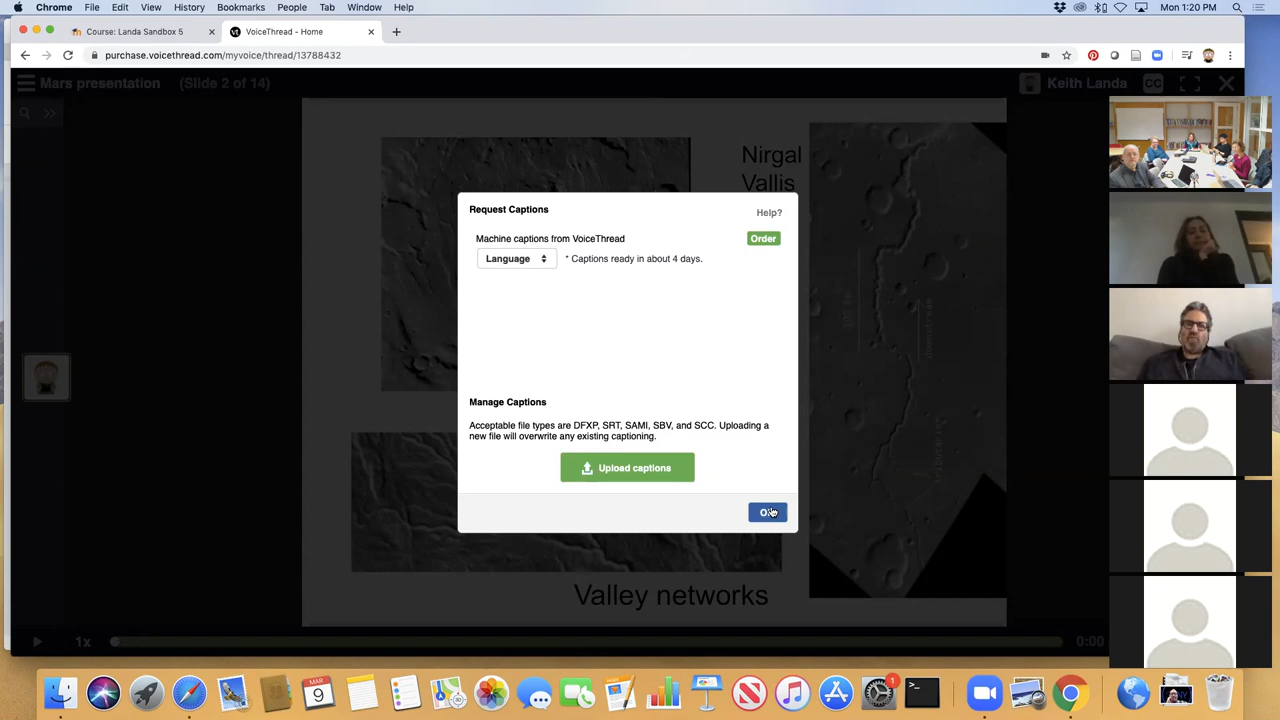 Chrome File Edit View History Bookmarks People Tab Window Help Mon 1:20 PM
Course: Landa Sandbox 5 VoiceThread - Home
purchase.voicethread.com/myvoice/thread/13788432
Mars presentation (Slide 2 of 14) Keith Landa CC
Nirgal
Vallis
Request Captions
Help?
Machine captions from VoiceThread Order
Language * Captions ready in about 4 days.
downstream
Manage Captions
Acceptable file types are DFXP, SRT, SAMI, SBV, and SCC. Uploading a
new file will overwrite any existing captioning.
Upload captions
Valley networks
1x 0:00
MAR
9
1